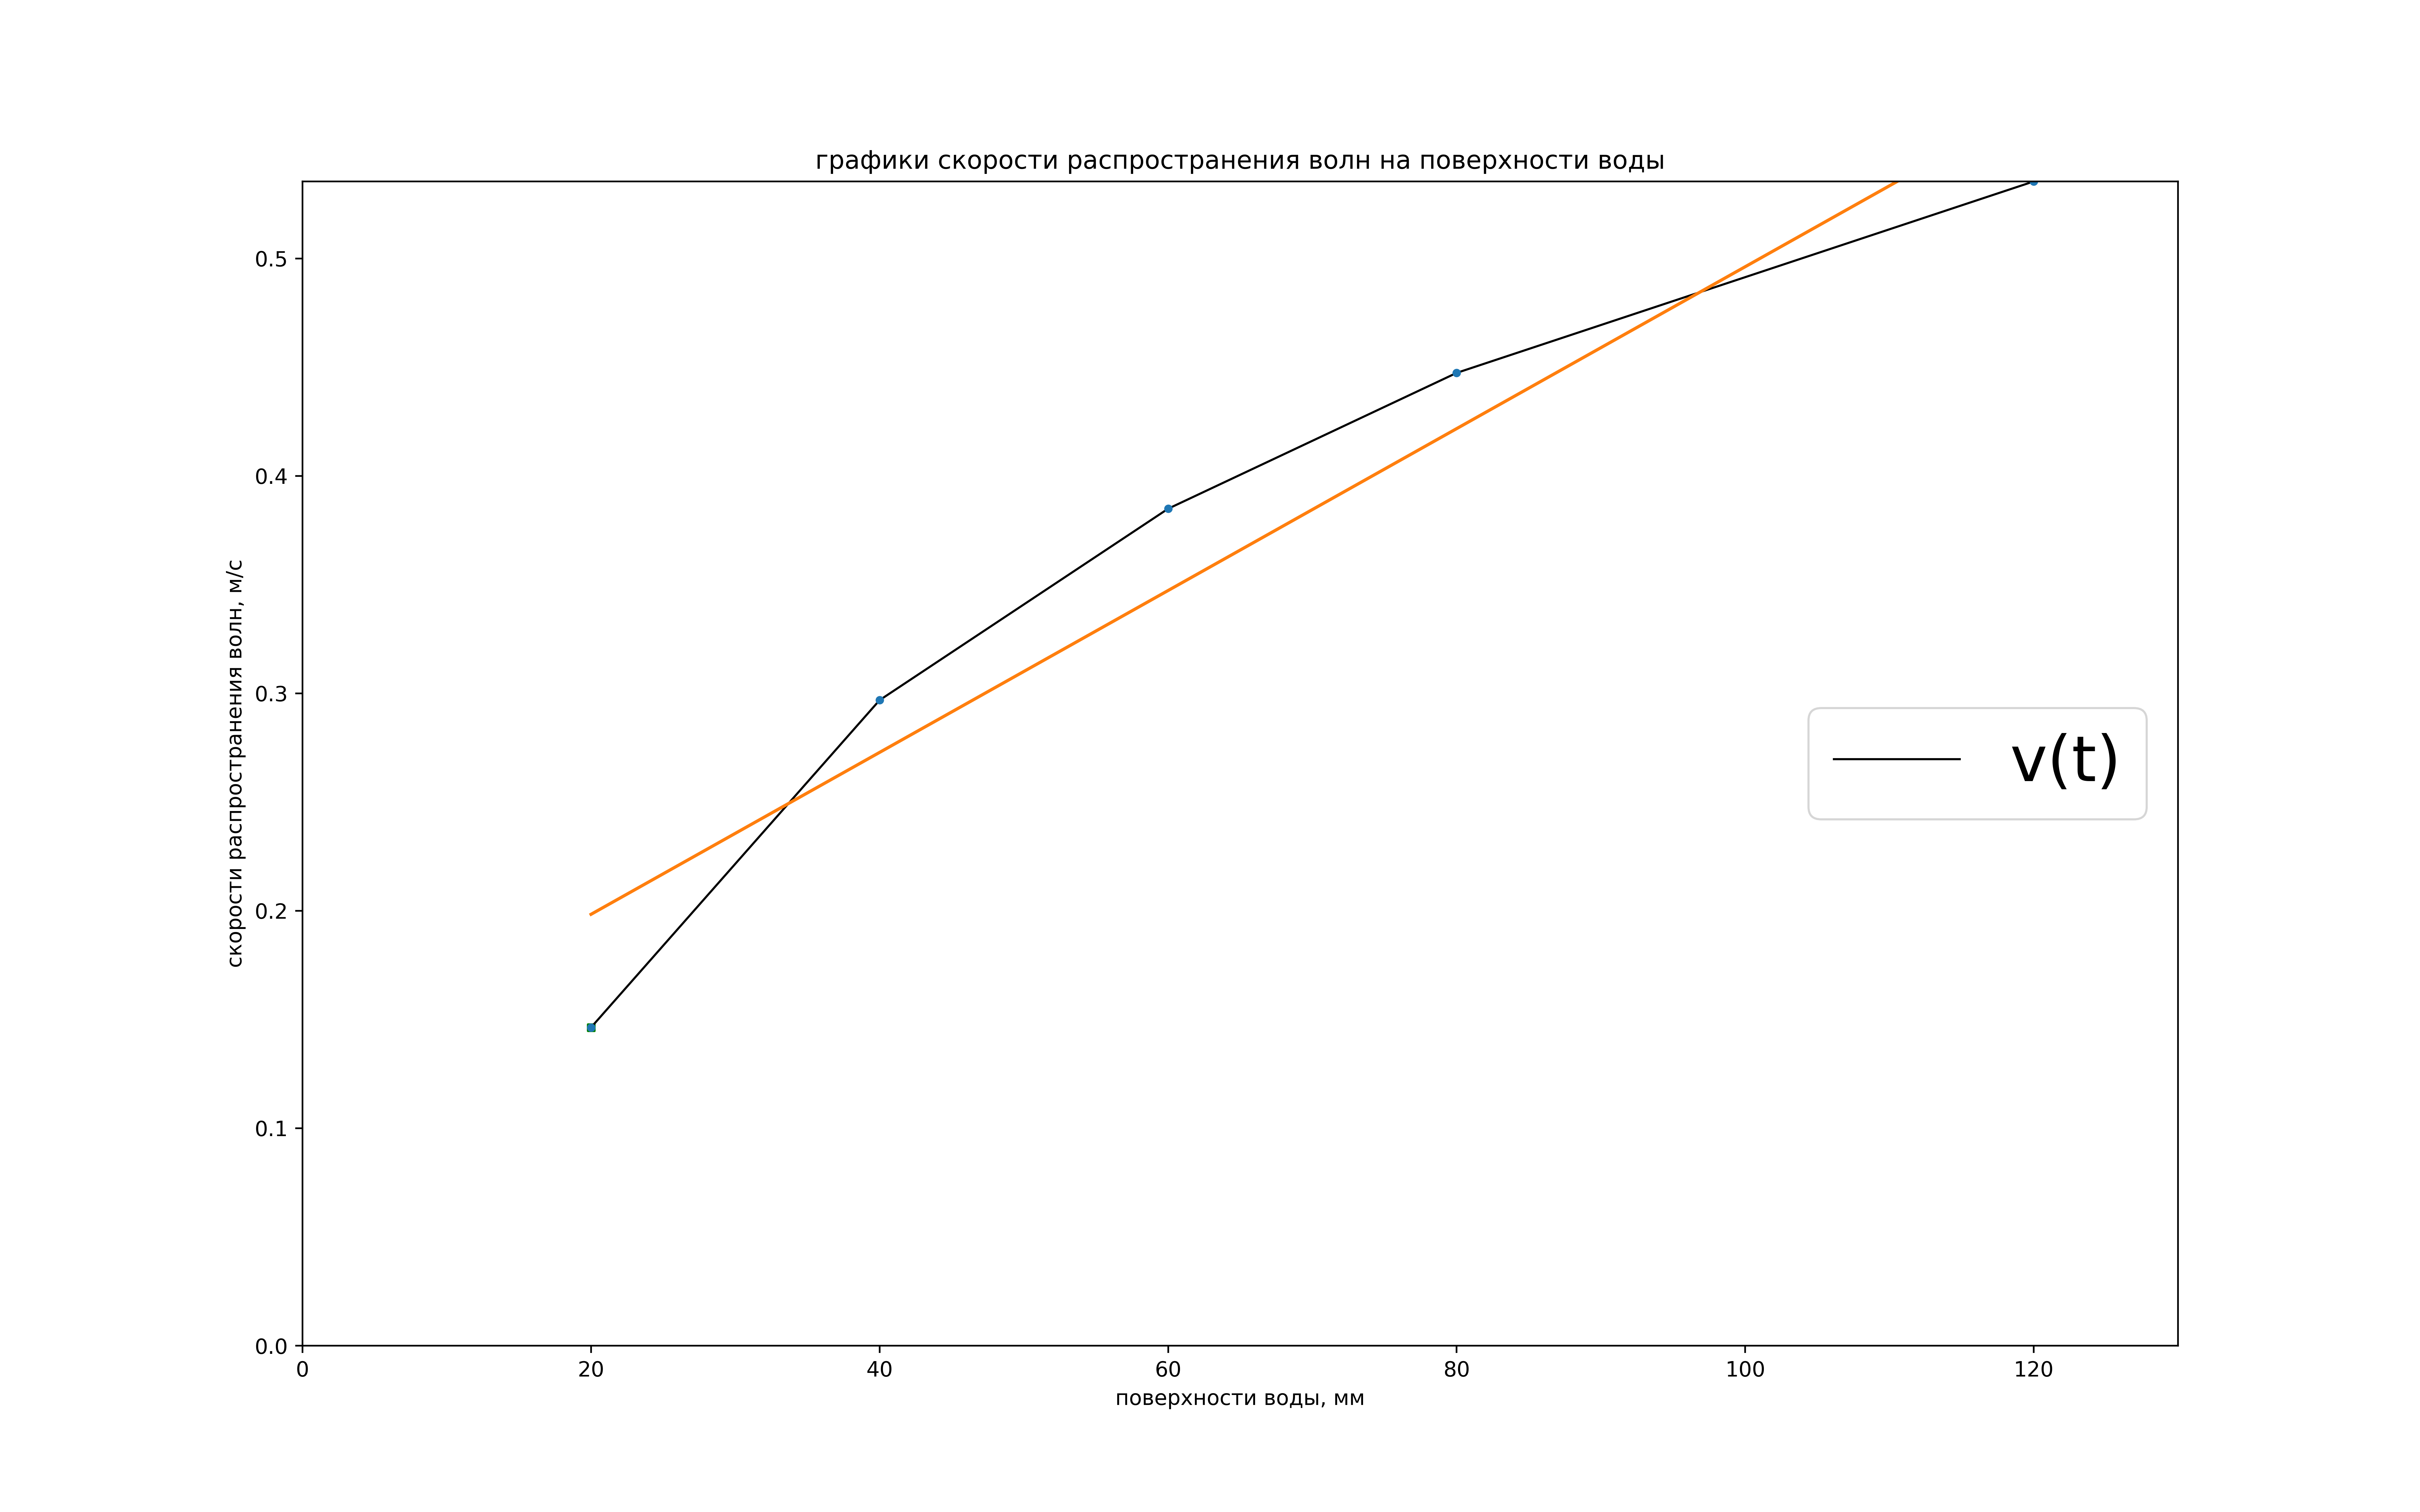 графики скорости распространения волн на поверхности воды
0.5
0.4
0.3
0.2
0.1
0.0
скорости распространения волн, м/с
v(t)
0 20 40 60 80 100 120
поверхности воды, мм